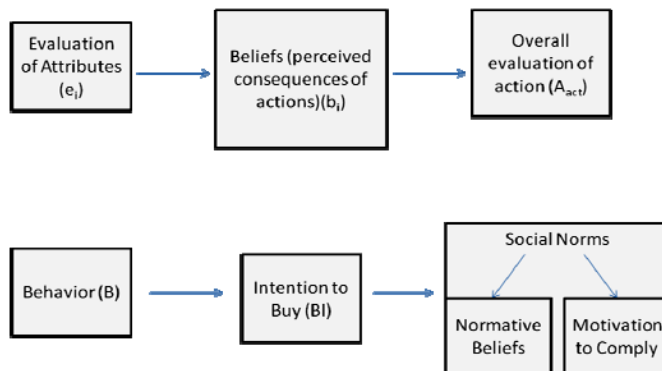 Evaluation
of Attributes
(eᵢ)
Beliefs (perceived
consequences of
actions)(bᵢ)
Overall
evaluation of
action (Aₐct)
Behavior (B)
Intention to
Buy (BI)
Social Norms
Normative
Beliefs
Motivation
to Comply